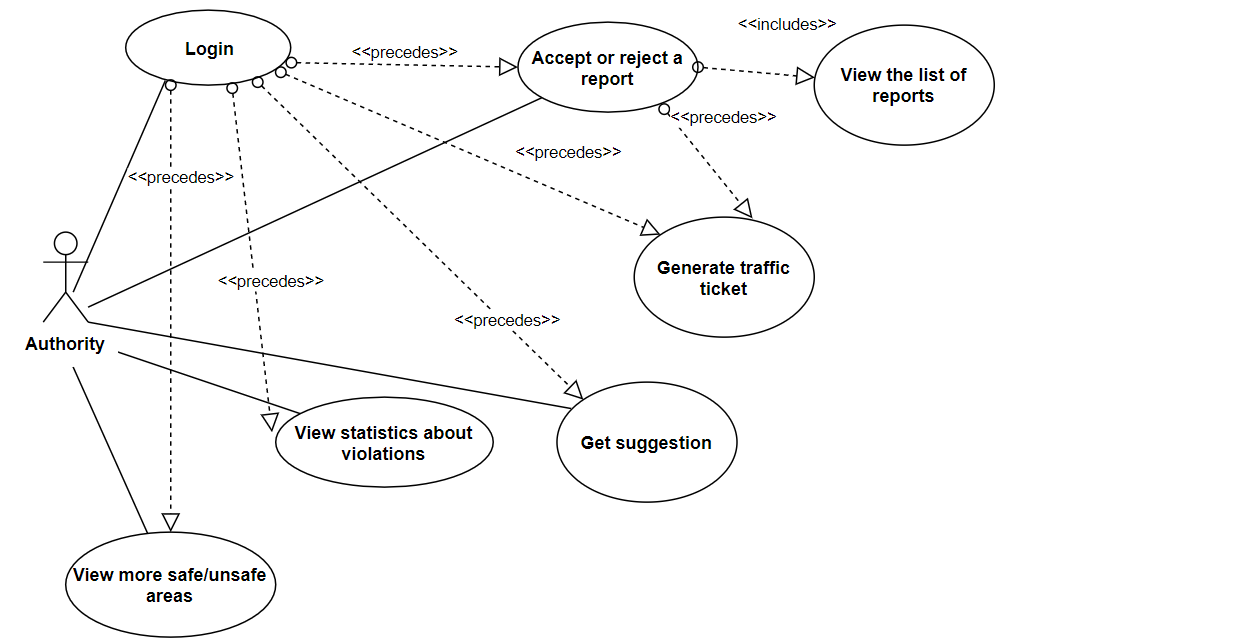 <<includes>>
Login
<<precedes>>
Accept or reject a
report
View the list of
reports
<<precedes>>
<<precedes>>
<<precedes>>
Generate traffic
ticket
<<precedes>>
<<precedes>>
Authority
View statistics about
violations
Get suggestion
View more safe/unsafe
areas